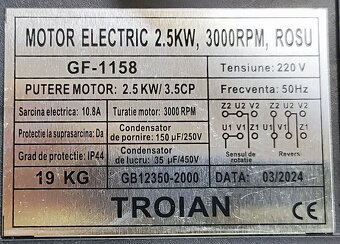 MOTOR ELECTRIC 2.5KW, 3000RPM, ROSU
GF-1158
Tensiune: 220 V
PUTERE MOTOR: 2.5 KW/ 3.5CP
Frecventa: 50Hz
Sarcina electrica: 10.8A
Turatie motor: 3000 RPM
Protectie la suprasarcina: Da
Condensator
de pornire: 150 µF/250V
Grad de protectie: IP44
Condensator
de lucru: 35 µF/450V
Z2 U2 V2
U1 V1 Z1
Sensul de
rotatie
Z2 U2 V2
U1 V1 Z1
Revers
19 KG
GB12350-2000
DATA: 03/2024
TROIAN
CE